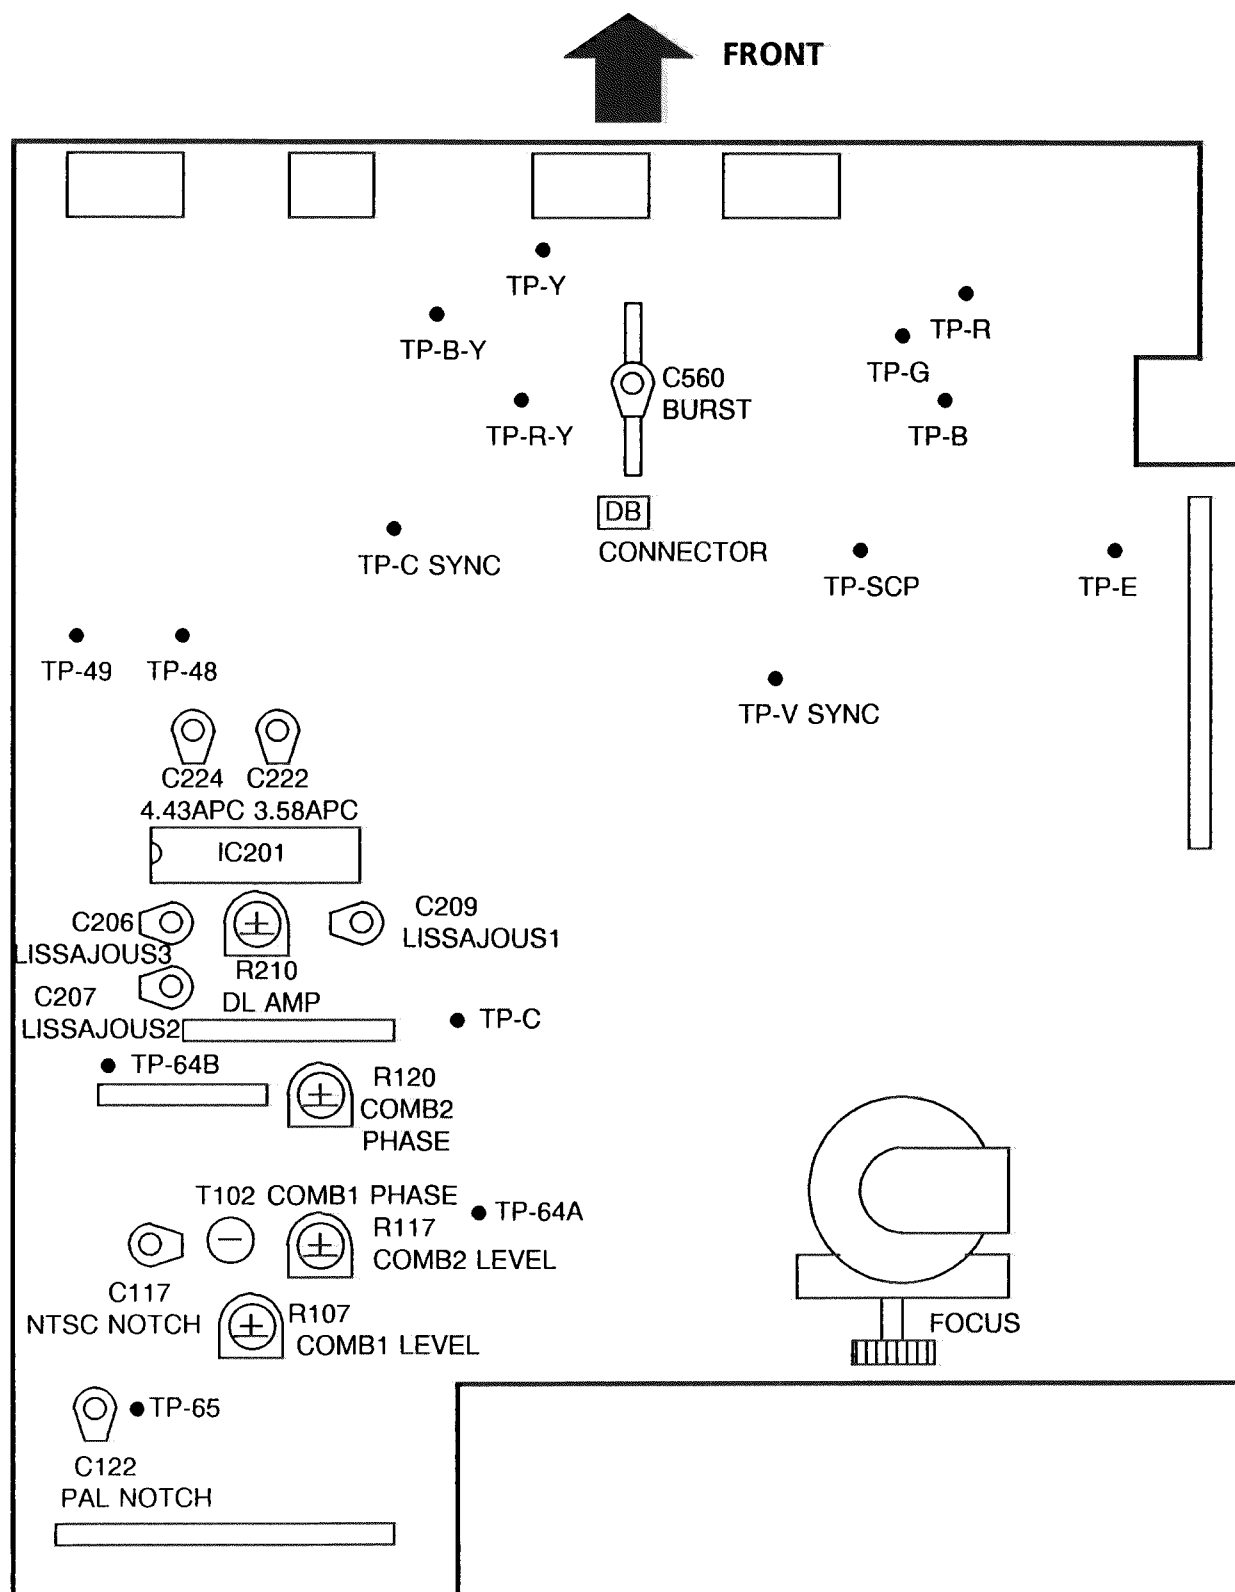 FRONT
TP-Y
TP-B-Y
TP-R
TP-G
C560
BURST
TP-R-Y
TP-B
DB
CONNECTOR
TP-C SYNC
TP-SCP
TP-E
TP-49
TP-48
TP-V SYNC
C224
C222
4.43APC 3.58APC
IC201
C206
LISSAJOUS3
C209
LISSAJOUS1
R210
DL AMP
C207
LISSAJOUS2
TP-C
TP-64B
R120
COMB2
PHASE
T102 COMB1 PHASE
TP-64A
R117
COMB2 LEVEL
C117
NTSC NOTCH
R107
COMB1 LEVEL
FOCUS
TP-65
C122
PAL NOTCH